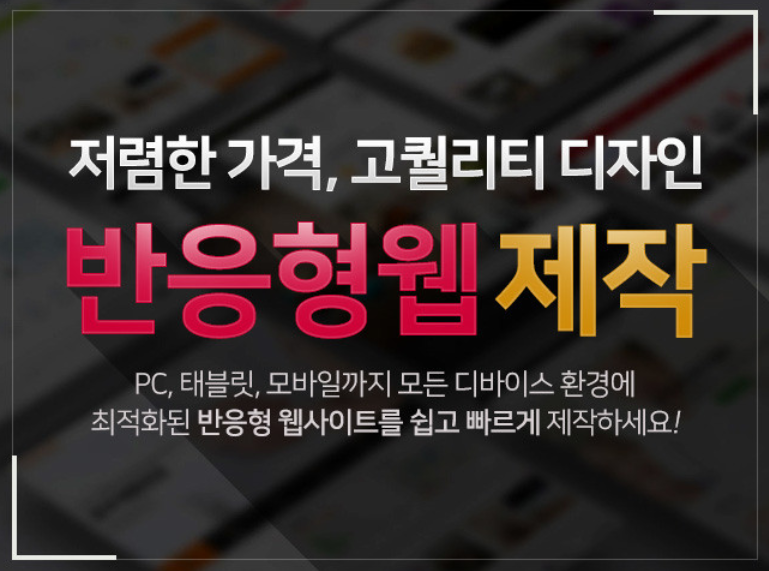 저렴한 가격, 고퀄리티 디자인
반응형웹 제작
PC, 태블릿, 모바일까지 모든 디바이스 환경에
최적화된 반응형 웹사이트를 쉽고 빠르게 제작하세요!